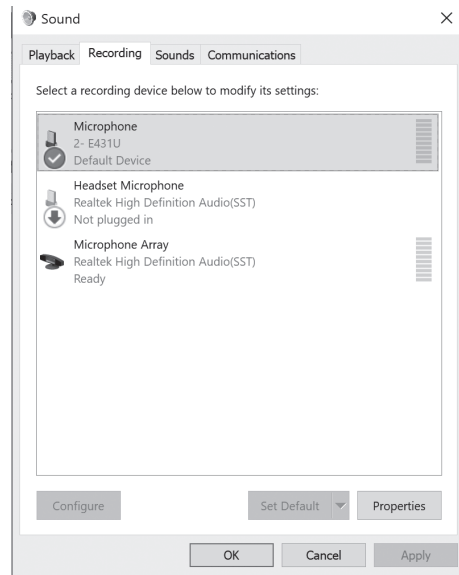 Sound
Playback Recording Sounds Communications
Select a recording device below to modify its settings:
Microphone
2- E431U
Default Device
Headset Microphone
Realtek High Definition Audio(SST)
Not plugged in
Microphone Array
Realtek High Definition Audio(SST)
Ready
Configure Set Default Properties
OK Cancel Apply